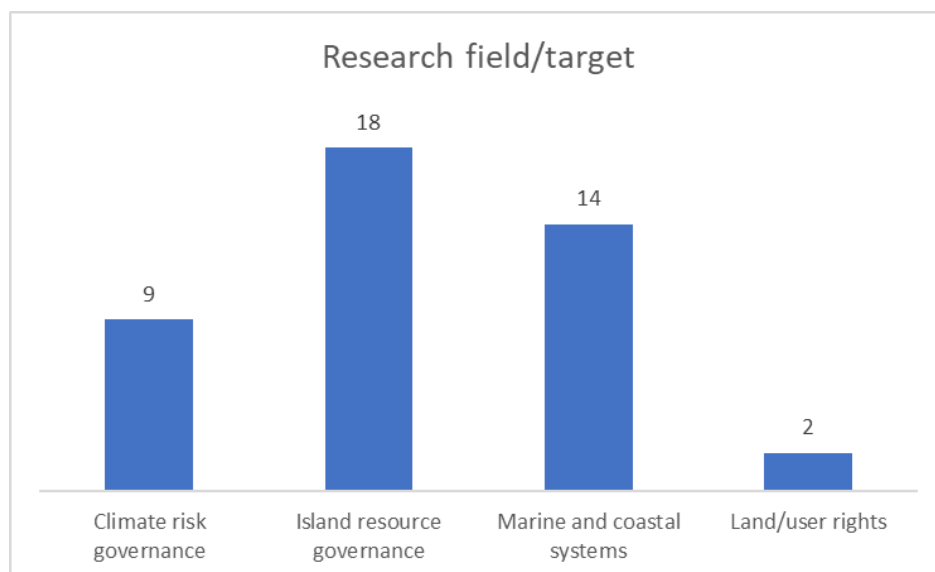 Research field/target
18
14
9
2
Climate risk
governance
Island resource
governance
Marine and coastal
systems
Land/user rights